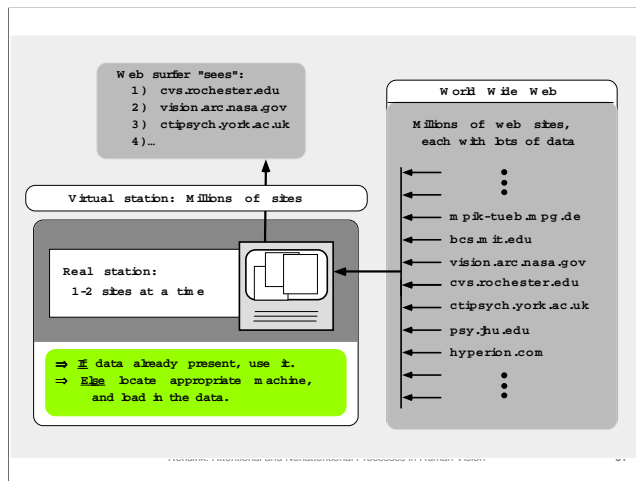 Web surfer "sees":
1) cvs.rochester.edu
2) vision.arc.nasa.gov
3) ctipsych.york.ac.uk
4)...
World Wide Web
Millions of web sites,
each with lots of data
Virtual station: Millions of sites
mpik-tueb.mpg.de
bcs.mit.edu
vision.arc.nasa.gov
cvs.rochester.edu
ctipsych.york.ac.uk
psy.jhu.edu
hyperion.com
Real station:
1-2 sites at a time
⇒ If data already present, use it.
⇒ Else locate appropriate machine,
and load in the data.